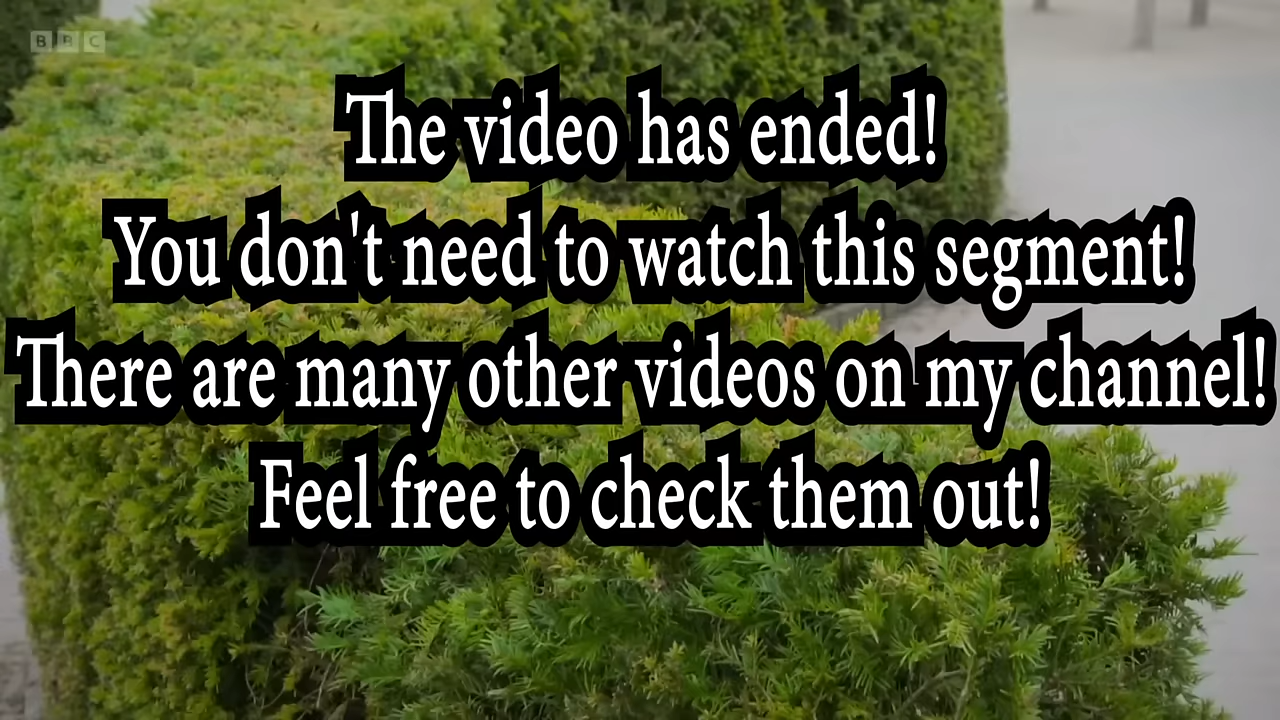 BBC
The video has ended!
You don't need to watch this segment!
There are many other videos on my channel!
Feel free to check them out!